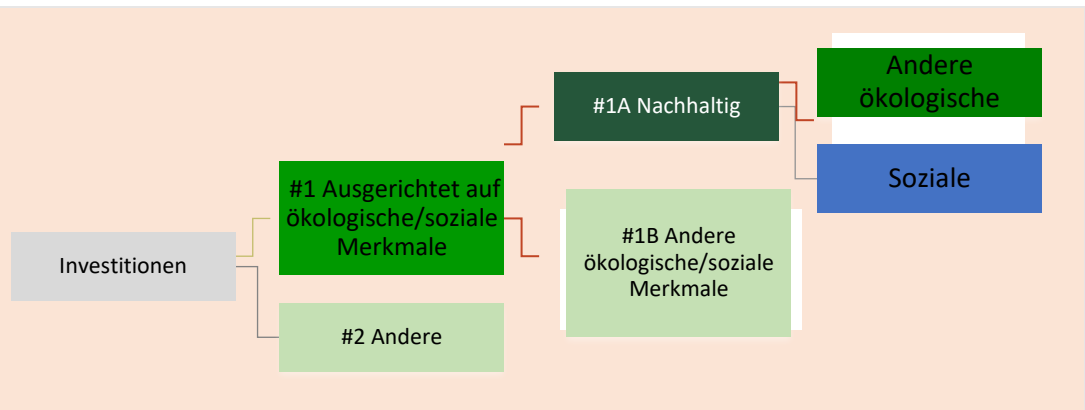 Investitionen
#1 Ausgerichtet auf
ökologische/soziale
Merkmale
#2 Andere
#1A Nachhaltig
#1B Andere
ökologische/soziale
Merkmale
Andere
ökologische
Soziale